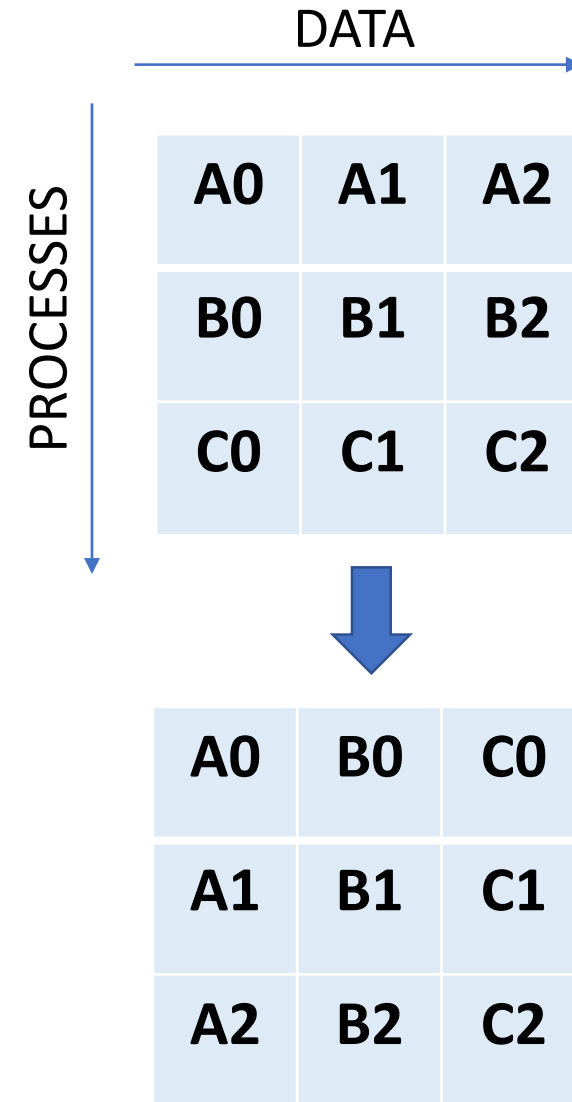 DATA
PROCESSES
A0 A1 A2
B0 B1 B2
C0 C1 C2
A0 B0 C0
A1 B1 C1
A2 B2 C2